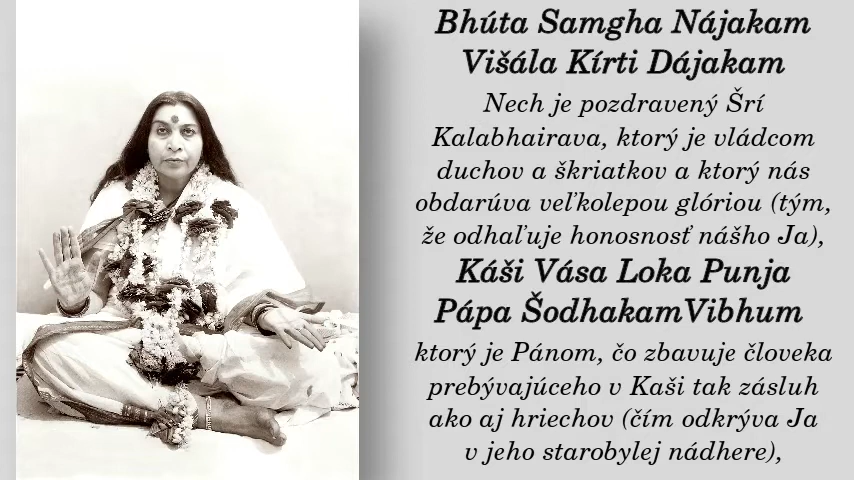 Bhúta Samgha Nájakam
Višála Kírti Dájakam
Nech je pozdravený Šrí
Kalabhairava, ktorý je vládcom
duchov a škriatkov a ktorý nás
obdarúva veľkolepou glóriou (tým,
že odhaľuje honosnosť nášho Ja),
Káši Vása Loka Punja
Pápa ŠodhakamVibhum
ktorý je Pánom, čo zbavuje človeka
prebývajúceho v Kaši tak zásluh
ako aj hriechov (čím odkrýva Ja
v jeho starobylej nádhere),